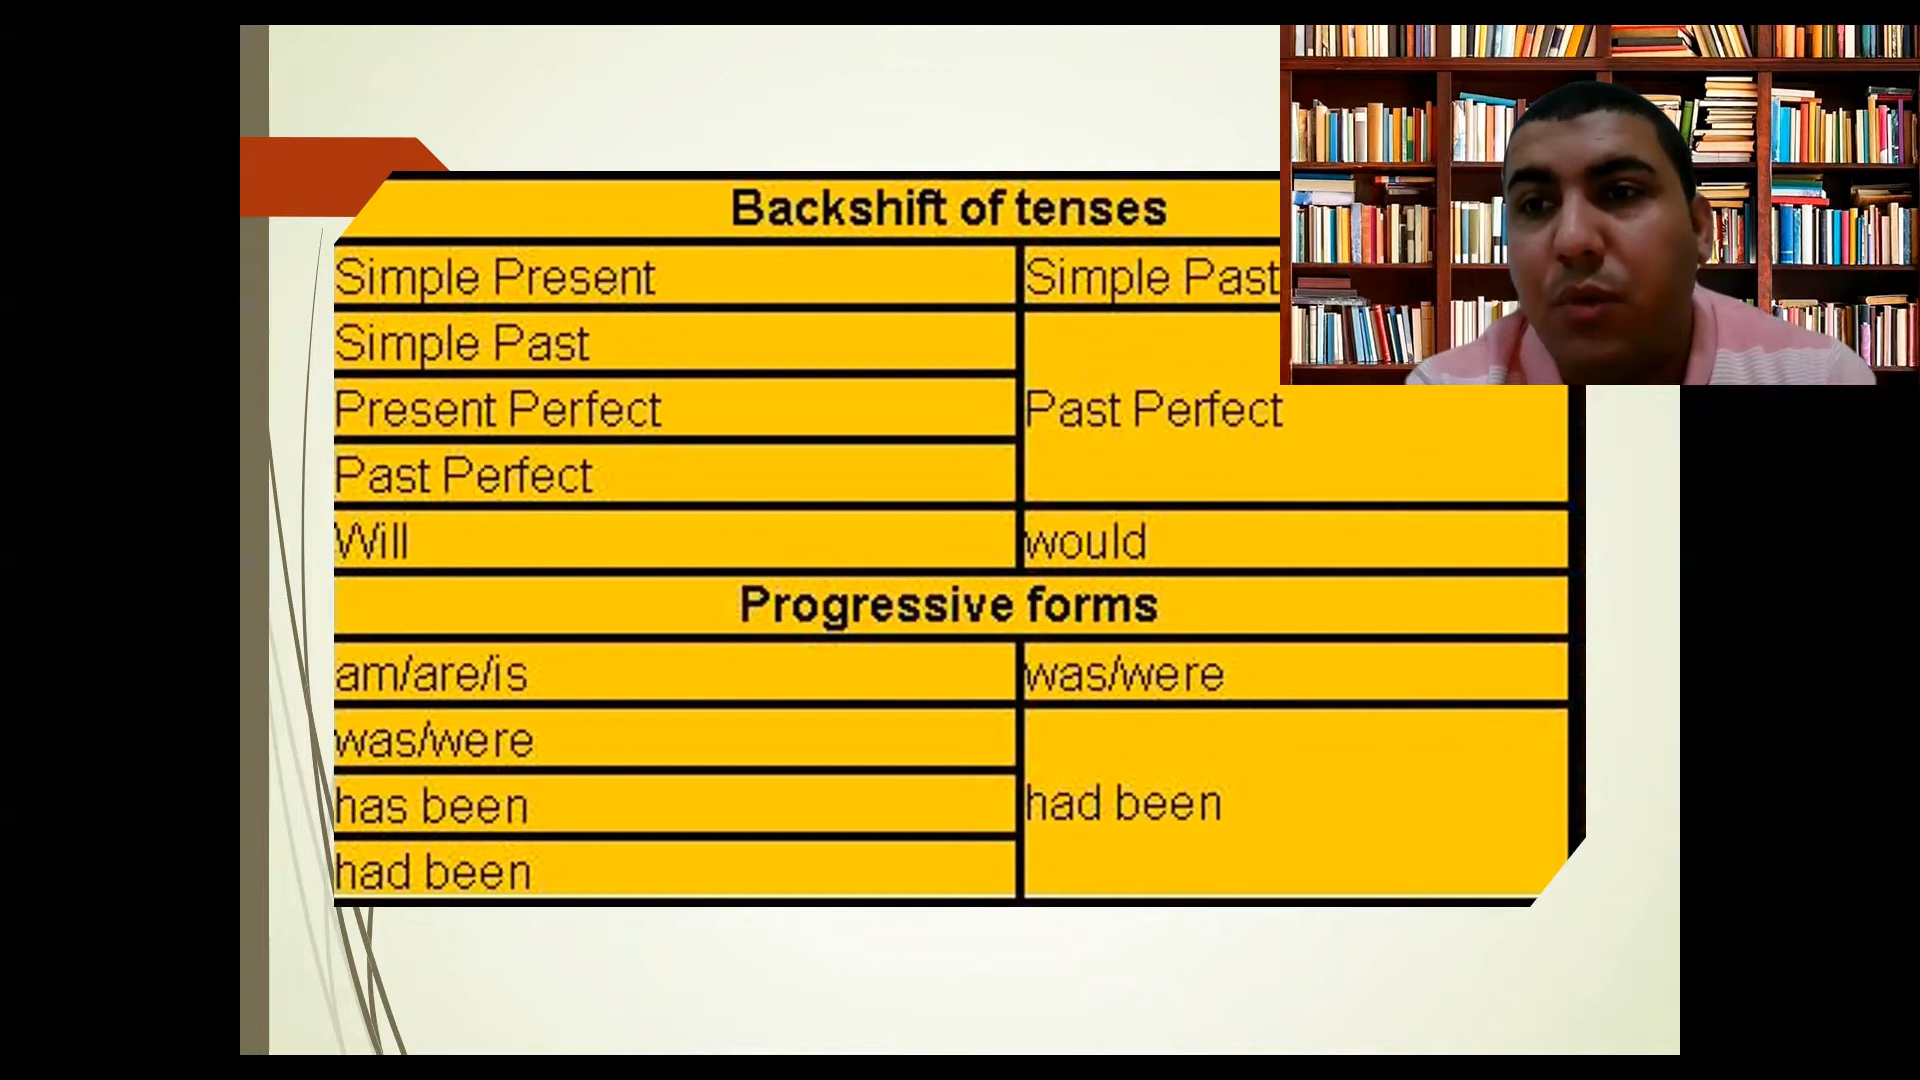 Backshift of tenses
Simple Present
Simple Past
Simple Past
Present Perfect
Past Perfect
Past Perfect
Will
would
Progressive forms
am/are/is
was/were
was/were
has been
had been
had been